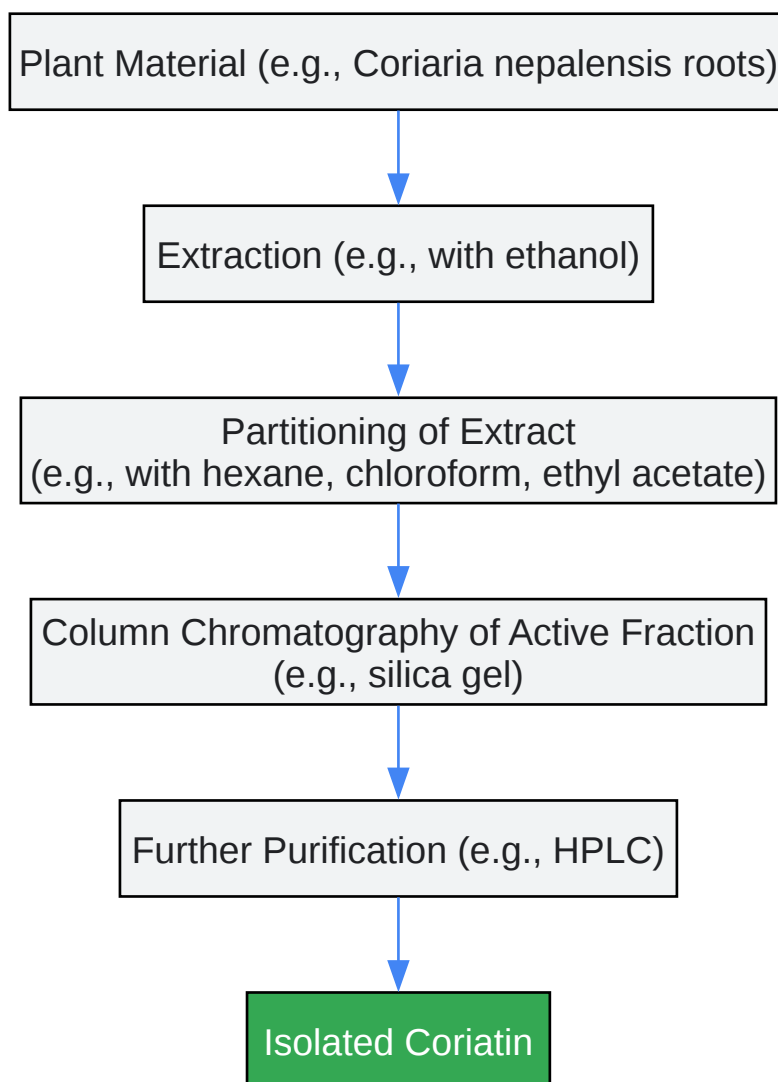 Plant Material (e.g., Coriaria nepalensis roots)
Extraction (e.g., with ethanol)
Partitioning of Extract
(e.g., with hexane, chloroform, ethyl acetate)
Column Chromatography of Active Fraction
(e.g., silica gel)
Further Purification (e.g., HPLC)
Isolated Coriatin